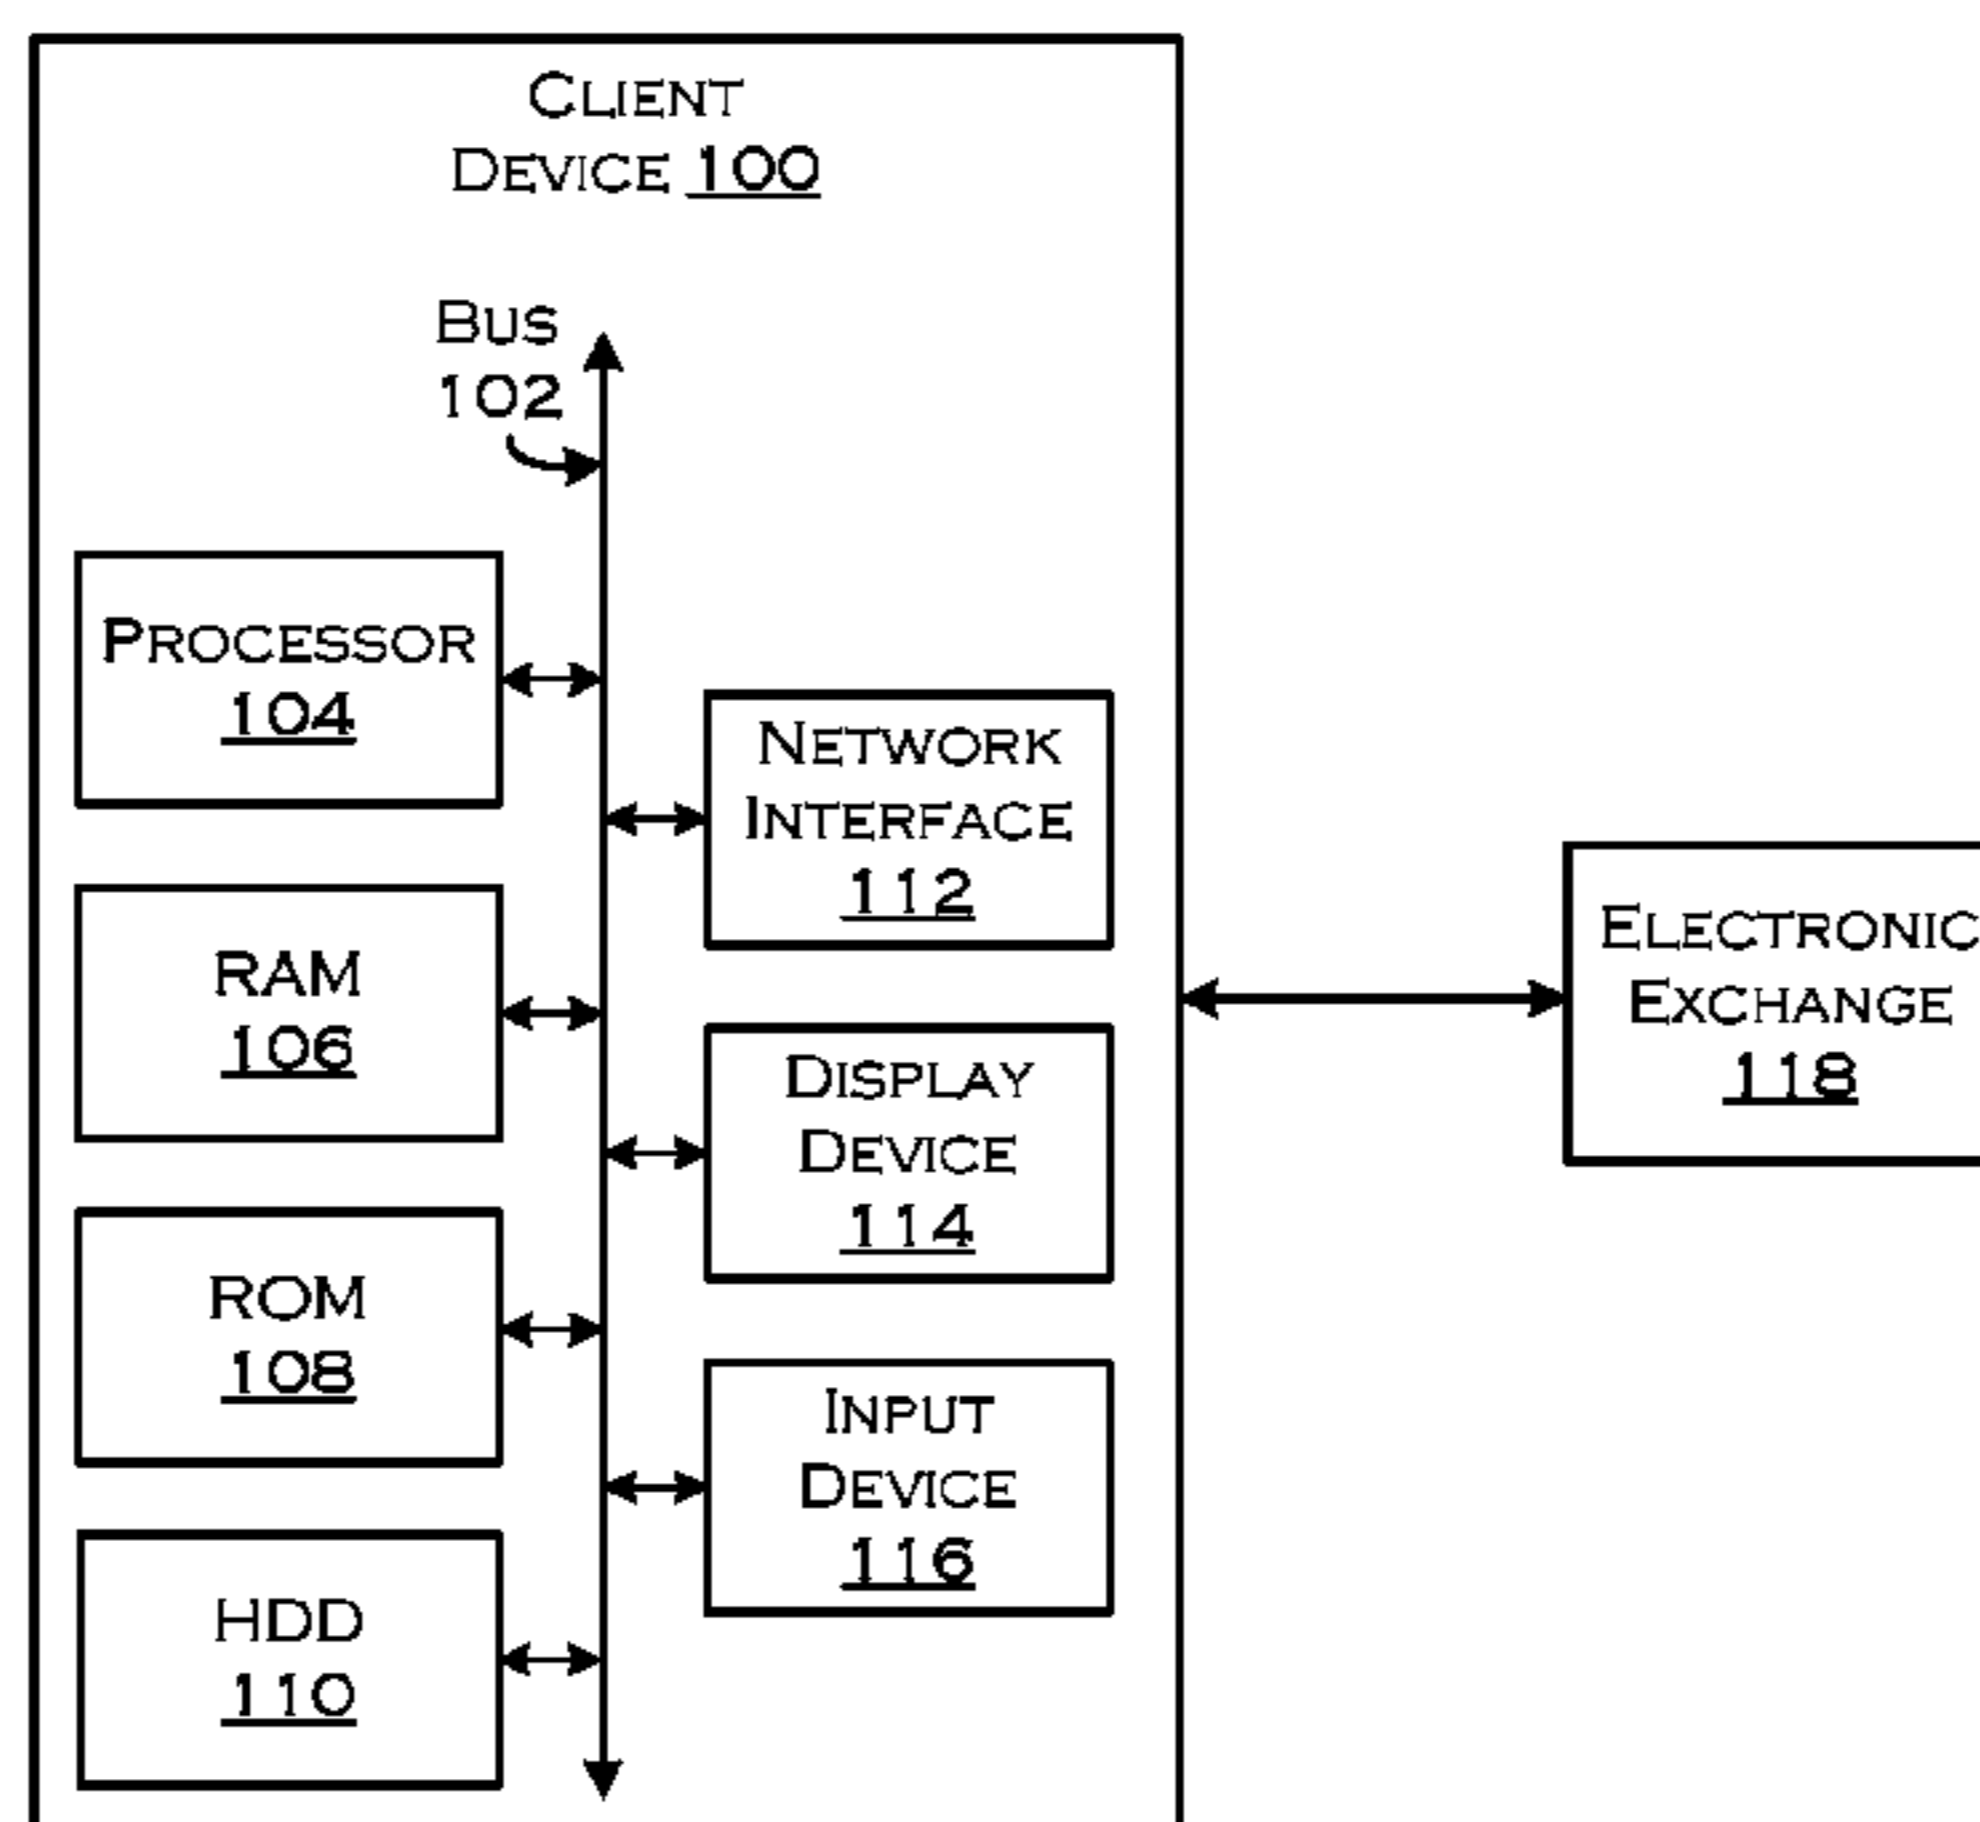 CLIENT
DEVICE 100
BUS
102
PROCESSOR
104
RAM
106
ROM
108
HDD
110
NETWORK
INTERFACE
112
DISPLAY
DEVICE
114
INPUT
DEVICE
116
ELECTRONIC
EXCHANGE
118